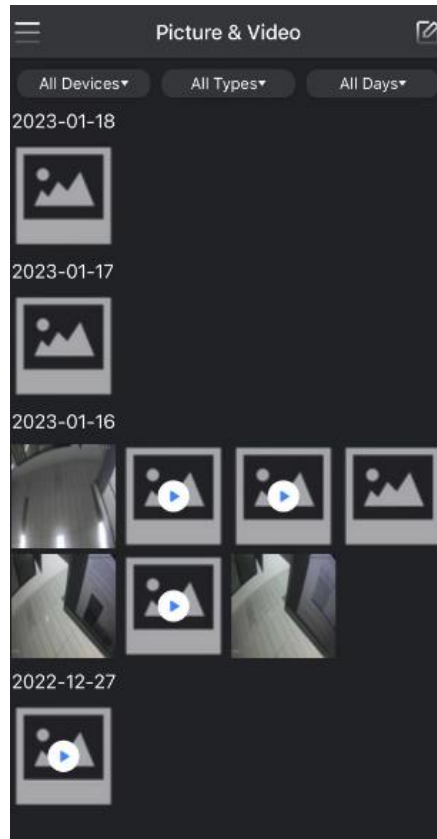 Picture & Video
All Devices▾ All Types▾ All Days▾
2023-01-18
2023-01-17
2023-01-16
2022-12-27